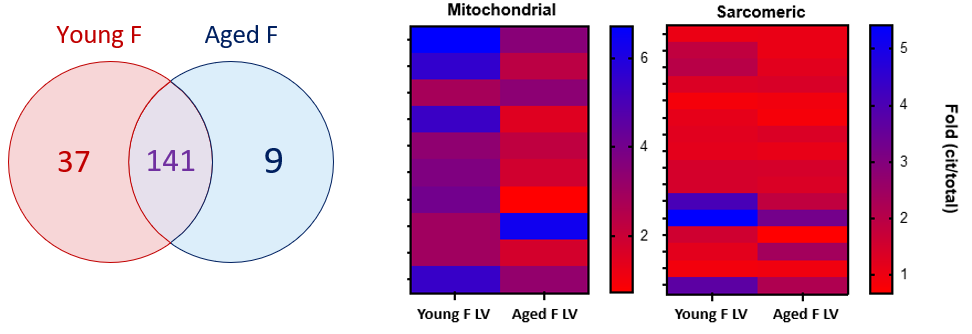 Young F
Aged F
37
141
9
Mitochondrial
Young F LV
Aged F LV
6
4
2
Sarcomeric
Young F LV
Aged F LV
5
4
3
2
1
Fold (cit/total)